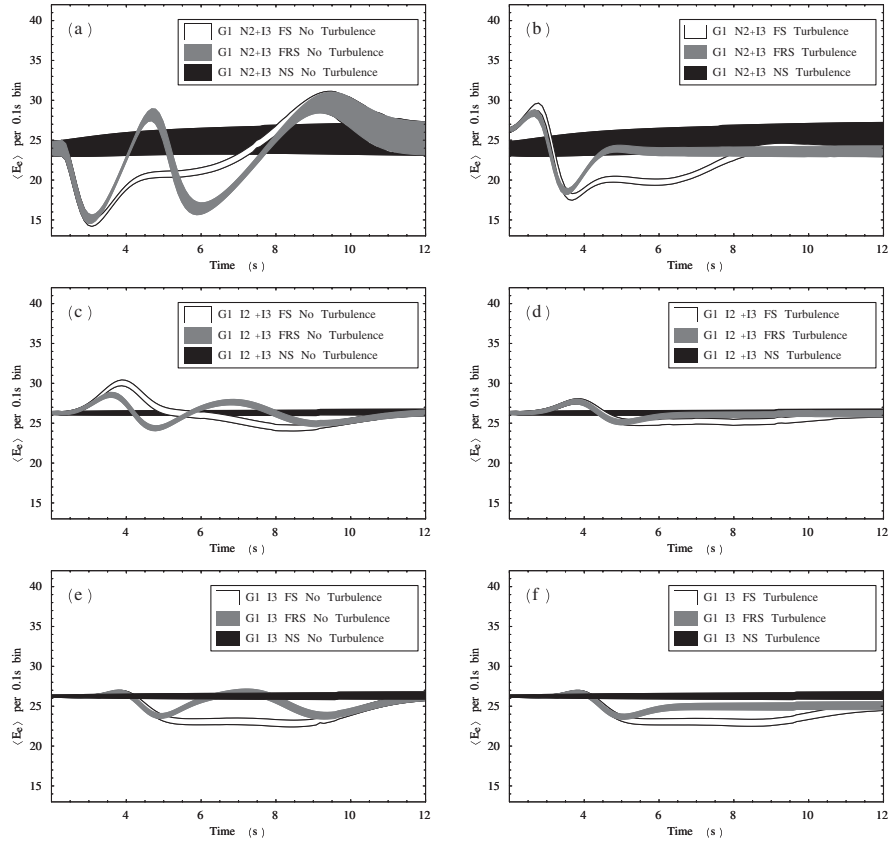 (a)
G1 N2+I3 FS No Turbulence
G1 N2+I3 FRS No Turbulence
G1 N2+I3 NS No Turbulence
40
35
30
25
20
15
⟨Ee⟩ per 0.1s bin
4 6 8 10 12
Time (s)
(b)
G1 N2+I3 FS Turbulence
G1 N2+I3 FRS Turbulence
G1 N2+I3 NS Turbulence
40
35
30
25
20
15
⟨Ee⟩ per 0.1s bin
4 6 8 10 12
Time (s)
(c)
G1 I2 +I3 FS No Turbulence
G1 I2 +I3 FRS No Turbulence
G1 I2 +I3 NS No Turbulence
40
35
30
25
20
15
⟨Ee⟩ per 0.1s bin
4 6 8 10 12
Time (s)
(d)
G1 I2 +I3 FS Turbulence
G1 I2 +I3 FRS Turbulence
G1 I2 +I3 NS Turbulence
40
35
30
25
20
15
⟨Ee⟩ per 0.1s bin
4 6 8 10 12
Time (s)
(e)
G1 I3 FS No Turbulence
G1 I3 FRS No Turbulence
G1 I3 NS No Turbulence
40
35
30
25
20
15
⟨Ee⟩ per 0.1s bin
4 6 8 10 12
Time (s)
(f)
G1 I3 FS Turbulence
G1 I3 FRS Turbulence
G1 I3 NS Turbulence
40
35
30
25
20
15
⟨Ee⟩ per 0.1s bin
4 6 8 10 12
Time (s)